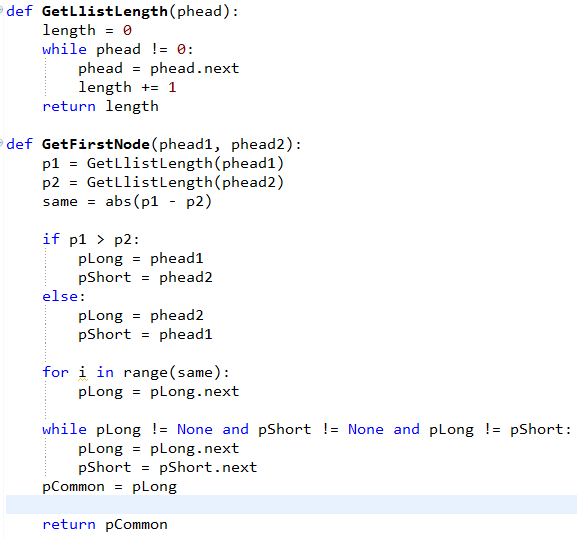 def GetLlistLength(phead):
    length = 0
    while phead != 0:
        phead = phead.next
        length += 1
    return length
def GetFirstNode(phead1, phead2):
    p1 = GetLlistLength(phead1)
    p2 = GetLlistLength(phead2)
    same = abs(p1 - p2)
    if p1 > p2:
        pLong = phead1
        pShort = phead2
    else:
        pLong = phead2
        pShort = phead1
    for i in range(same):
        pLong = pLong.next
    while pLong != None and pShort != None and pLong != pShort:
        pLong = pLong.next
        pShort = pShort.next
    pCommon = pLong
    return pCommon